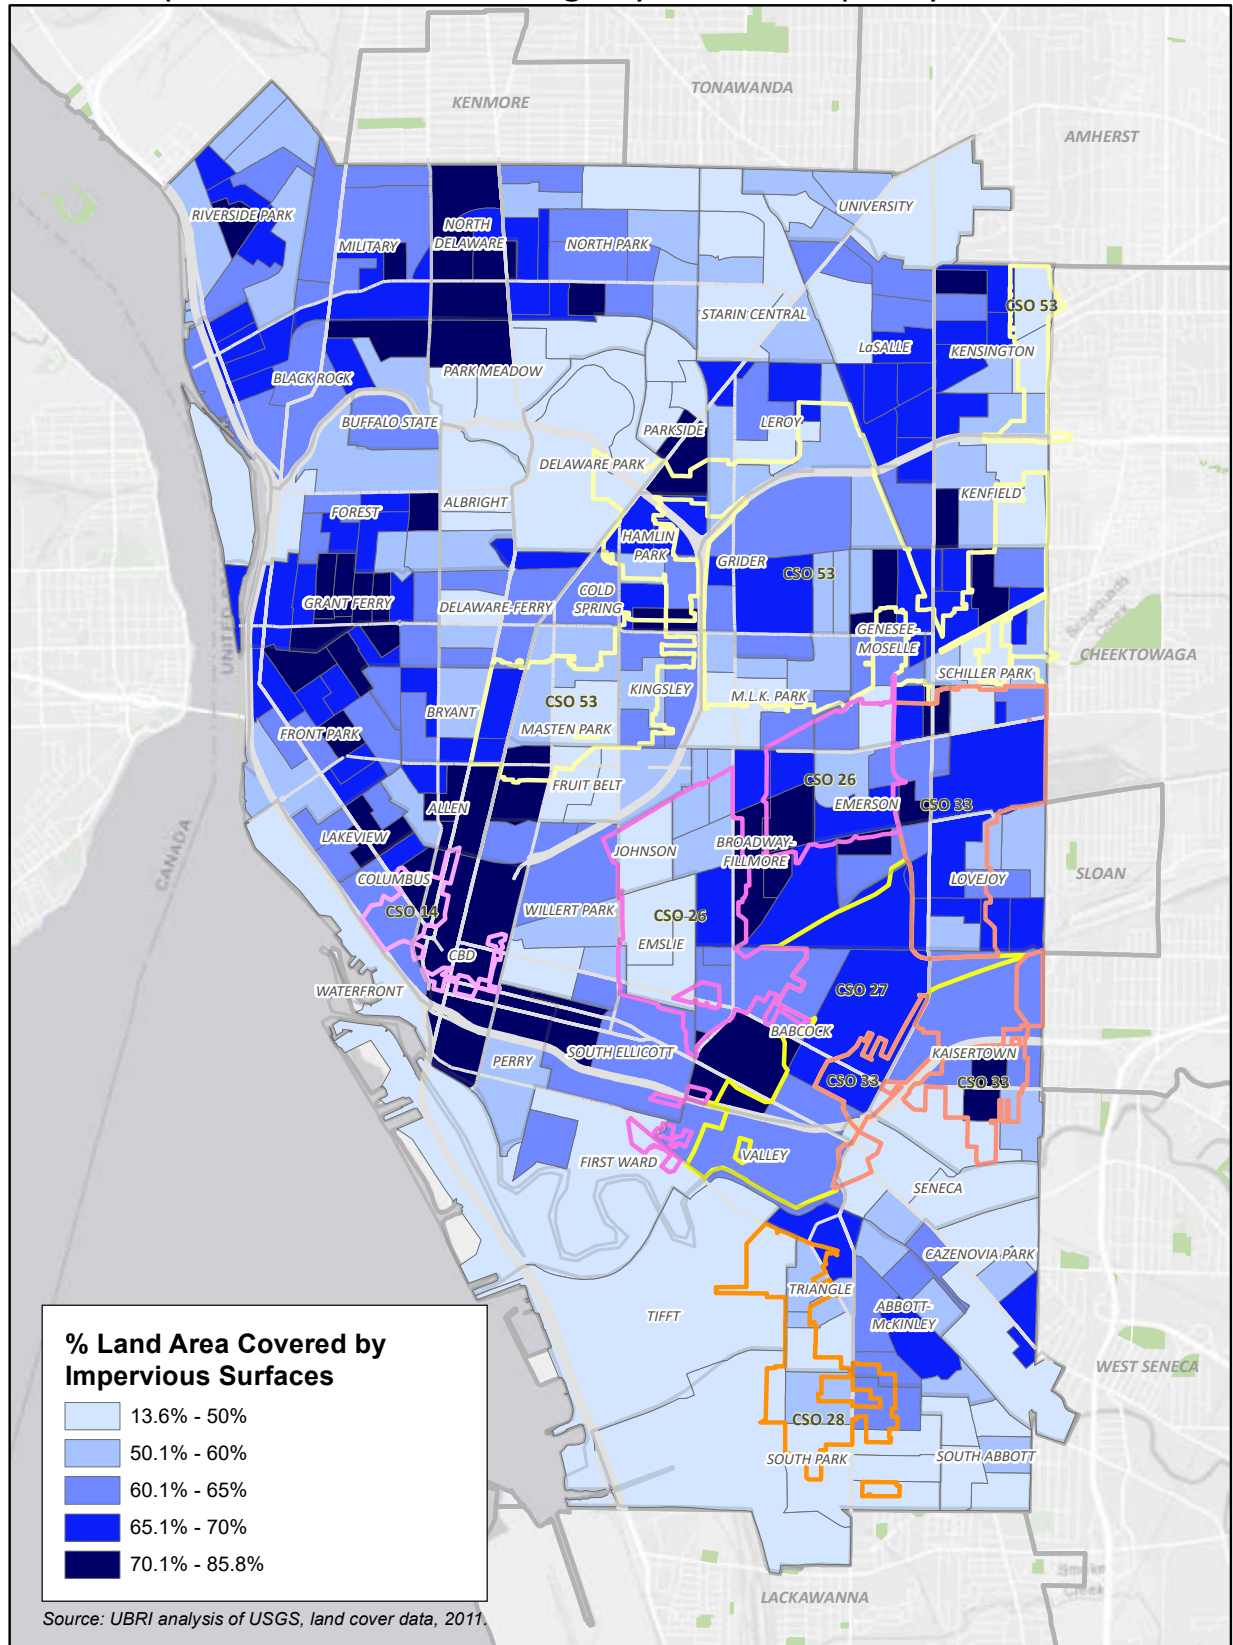 KENMORE
TONAWANDA
AMHERST
RIVERSIDE PARK
MILITARY
NORTH
DELAWARE
NORTH PARK
UNIVERSITY
STARIN CENTRAL
CSO 53
LaSALLE
KENSINGTON
BLACK ROCK
PARK MEADOW
BUFFALO STATE
PARKSIDE
LEROY
DELAWARE PARK
FOREST
ALBRIGHT
KENFIELD
HAMLIN
PARK
GRIDER
CSO 53
GRANT FERRY
DELAWARE-FERRY
COLD
SPRING
GENESEE-
MOSELLE
Scajaquada
Creek
UNITED
CHEEKTOWAGA
SCHILLER PARK
KINGSLEY
M.L.K. PARK
CSO 53
MASTEN PARK
BRYANT
FRONT PARK
FRUIT BELT
CSO 26
EMERSON
CSO 33
ALLEN
LAKEVIEW
JOHNSON
BROADWAY-
FILLMORE
CANADA
COLUMBUS
LOVEJOY
SLOAN
CSO 14
WILLERT PARK
CSO 26
EMSLIE
CBD
WATERFRONT
CSO 27
BABCOCK
PERRY
SOUTH ELLICOTT
KAISERTOWN
CSO 33
CSO 33
FIRST WARD
VALLEY
SENECA
CAZENOVIA PARK
TRIANGLE
TIFFT
ABBOTT-
McKINLEY
WEST SENECA
CSO 28
SOUTH PARK
SOUTH ABBOTT
LACKAWANNA
Smoke
Creek
% Land Area Covered by
Impervious Surfaces
13.6% - 50%
50.1% - 60%
60.1% - 65%
65.1% - 70%
70.1% - 85.8%
Source: UBRI analysis of USGS, land cover data, 2011.